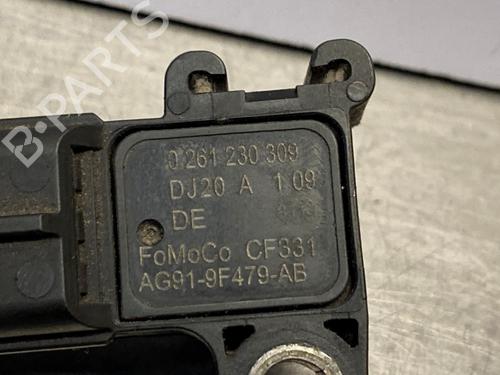 B-PARTS
0 261 230 309
DJ20 A 1 09
DE
FoMoCo CF331
AG91-9F479-AB